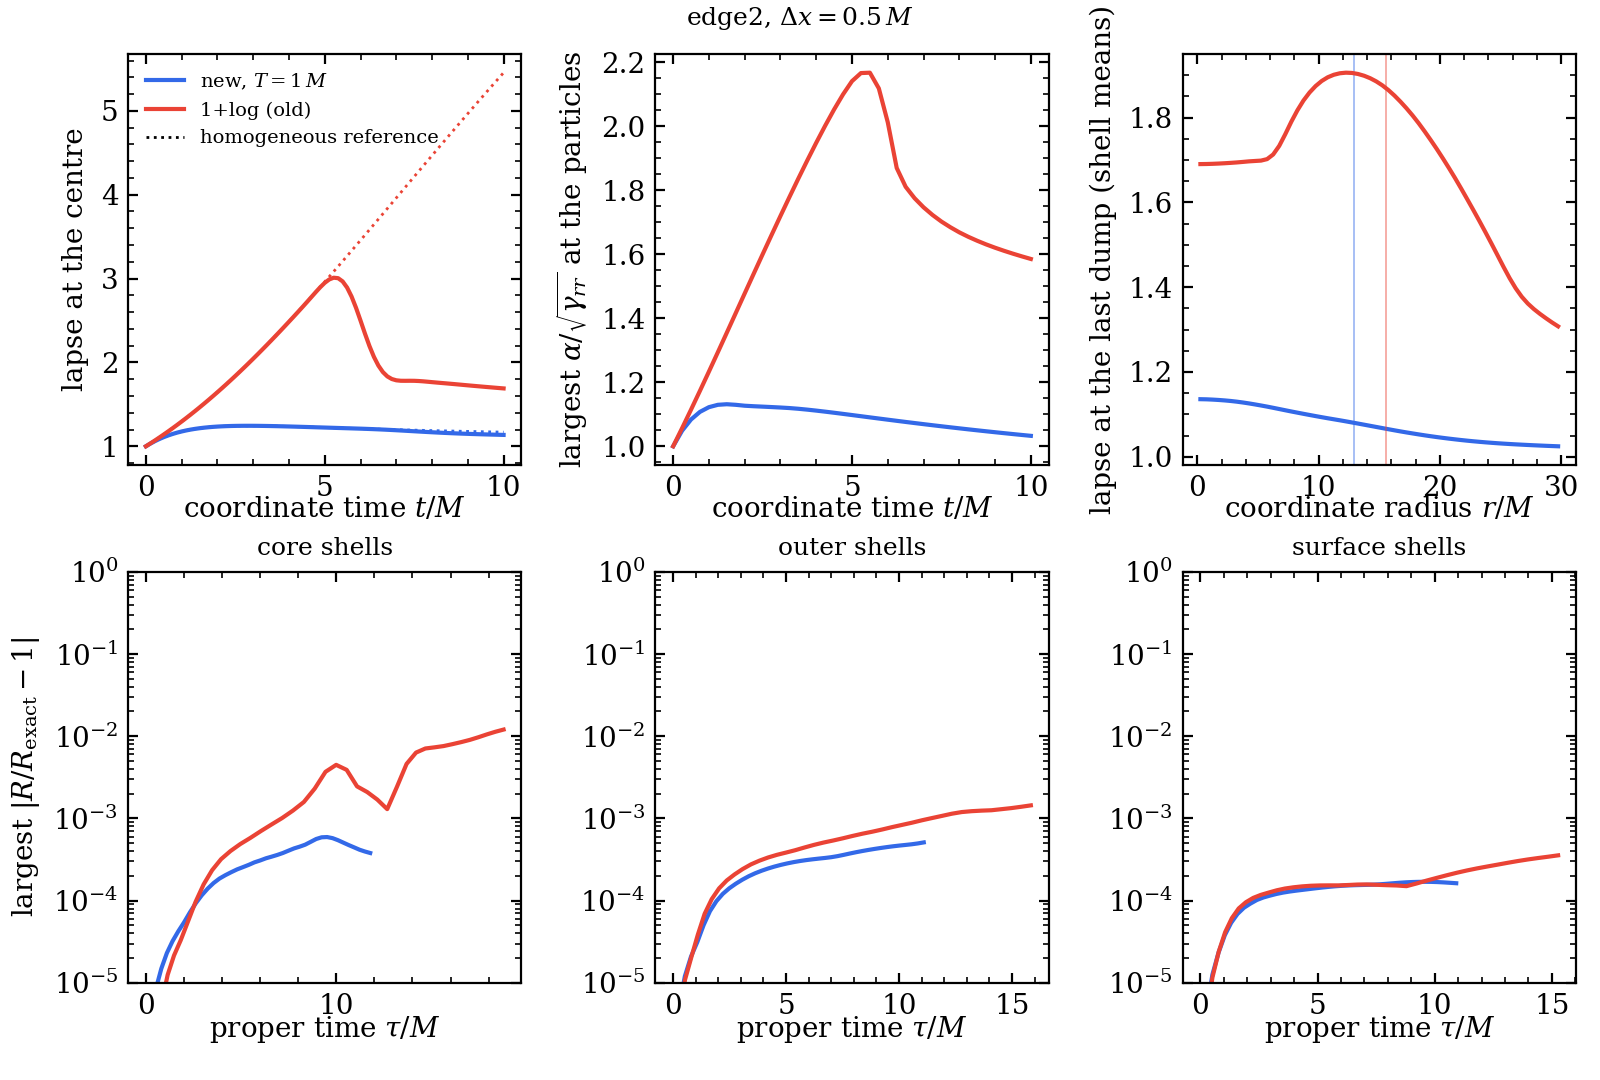 edge2, Δx = 0.5 M
lapse at the centre
5
4
3
2
1
new, T = 1 M
1+log (old)
homogeneous reference
0 5 10
coordinate time t/M
largest α/√γ_rr at the particles
2.2
2.0
1.8
1.6
1.4
1.2
1.0
0 5 10
coordinate time t/M
lapse at the last dump (shell means)
1.8
1.6
1.4
1.2
1.0
0 10 20 30
coordinate radius r/M
core shells
largest |R/R_exact − 1|
10⁰
10⁻¹
10⁻²
10⁻³
10⁻⁴
10⁻⁵
0 10
proper time τ/M
outer shells
10⁰
10⁻¹
10⁻²
10⁻³
10⁻⁴
10⁻⁵
0 5 10 15
proper time τ/M
surface shells
10⁰
10⁻¹
10⁻²
10⁻³
10⁻⁴
10⁻⁵
0 5 10 15
proper time τ/M